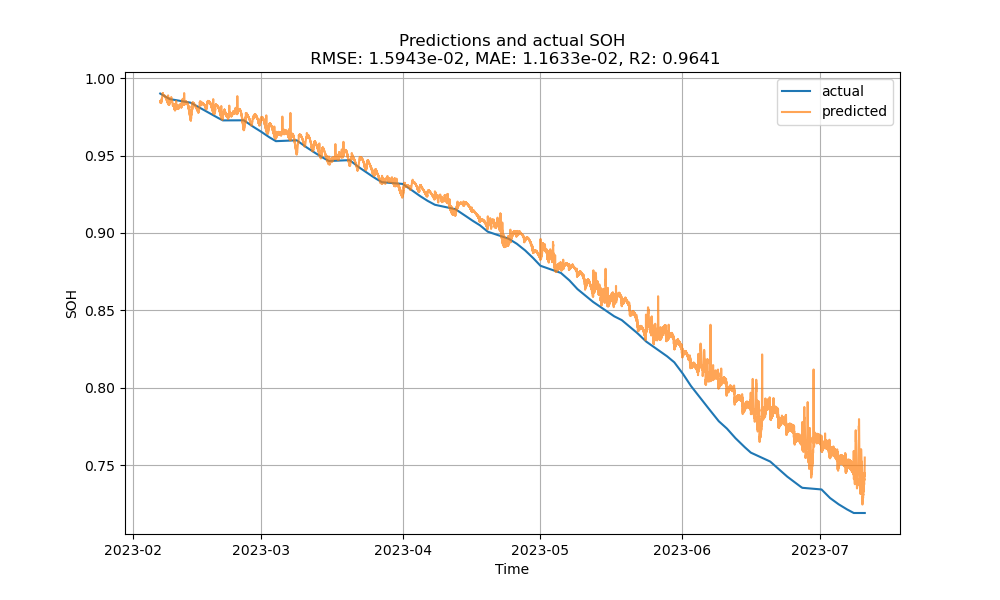 Predictions and actual SOH
RMSE: 1.5943e-02, MAE: 1.1633e-02, R2: 0.9641
actual
predicted
1.00
0.95
0.90
0.85
0.80
0.75
SOH
2023-02
2023-03
2023-04
2023-05
2023-06
2023-07
Time